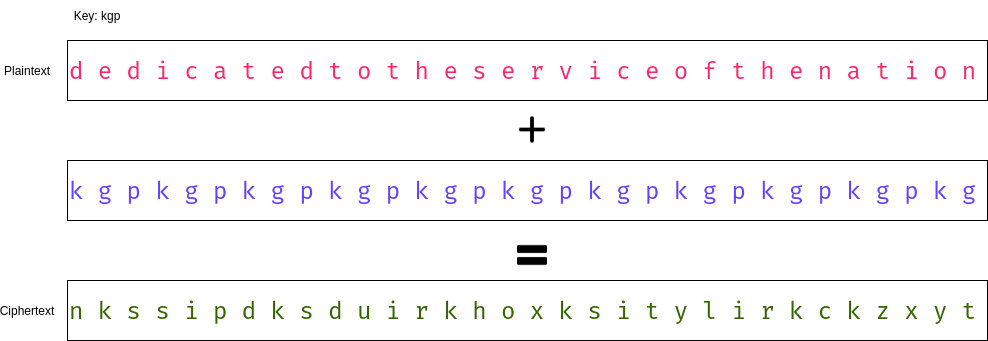 Key: kgp
Plaintext d e d i c a t e d t o t h e s e r v i c e o f t h e n a t i o n
+
k g p k g p k g p k g p k g p k g p k g p k g p k g p k g p k g
=
Ciphertext n k s s i p d k s d u i r k h o x k s i t y l i r k c k z x y t